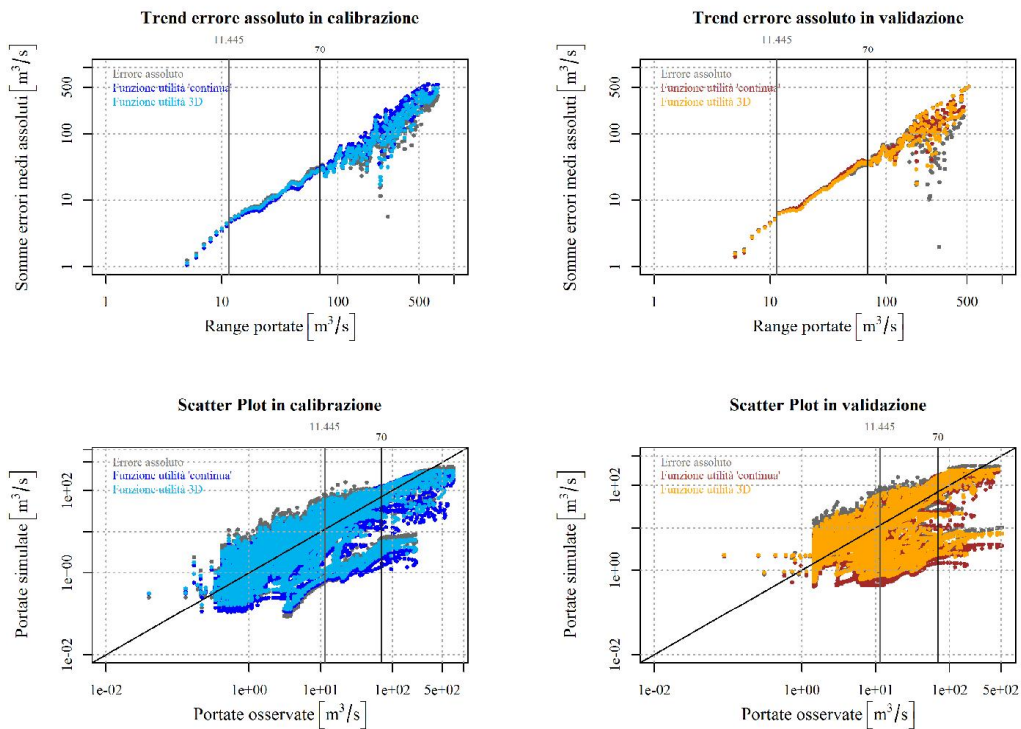 Trend errore assoluto in calibrazione
11.445
70
Errore assoluto
Funzione utilità 'continua'
Funzione utilità 3D
Somme errori medi assoluti [m³/s]
500
100
10
1
1 10 100 500
Range portate [m³/s]
Trend errore assoluto in validazione
11.445
70
Errore assoluto
Funzione utilità 'continua'
Funzione utilità 3D
Somme errori medi assoluti [m³/s]
500
100
10
1
1 10 100 500
Range portate [m³/s]
Scatter Plot in calibrazione
11.445
70
Errore assoluto
Funzione utilità 'continua'
Funzione utilità 3D
Portate simulate [m³/s]
1e+02
1e+00
1e-02
1e-02 1e+00 1e+01 1e+02 5e+02
Portate osservate [m³/s]
Scatter Plot in validazione
11.445
70
Errore assoluto
Funzione utilità 'continua'
Funzione utilità 3D
Portate simulate [m³/s]
1e+02
1e+00
1e-02
1e-02 1e+00 1e+01 1e+02 5e+02
Portate osservate [m³/s]